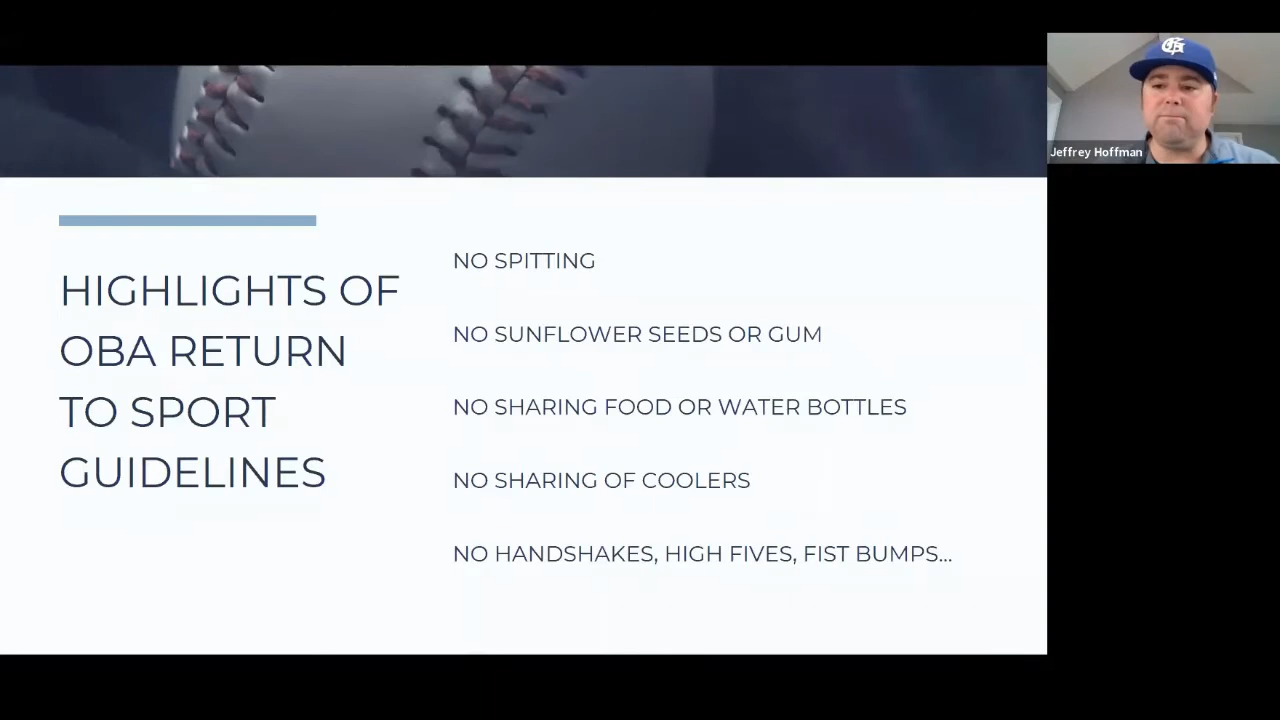 HIGHLIGHTS OF
OBA RETURN
TO SPORT
GUIDELINES
NO SPITTING
NO SUNFLOWER SEEDS OR GUM
NO SHARING FOOD OR WATER BOTTLES
NO SHARING OF COOLERS
NO HANDSHAKES, HIGH FIVES, FIST BUMPS...
G
Jeffrey Hoffman